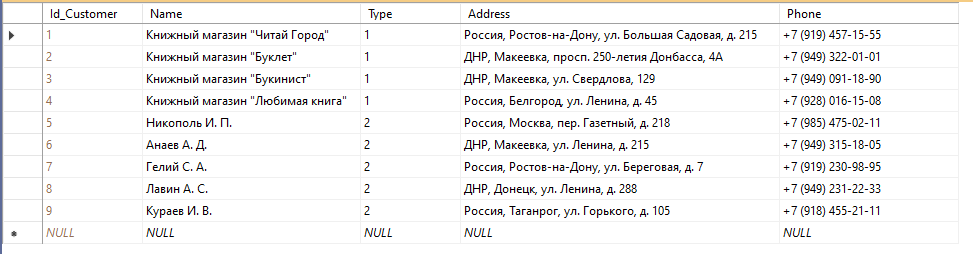 Id_Customer Name Type Address Phone
1 Книжный магазин "Читай Город" 1 Россия, Ростов-на-Дону, ул. Большая Садовая, д. 215 +7 (919) 457-15-55
2 Книжный магазин "Буклет" 1 ДНР, Макеевка, просп. 250-летия Донбасса, 4А +7 (949) 322-01-01
3 Книжный магазин "Букинист" 1 ДНР, Макеевка, ул. Свердлова, 129 +7 (949) 091-18-90
4 Книжный магазин "Любимая книга" 1 Россия, Белгород, ул. Ленина, д. 45 +7 (928) 016-15-08
5 Никополь И. П. 2 Россия, Москва, пер. Газетный, д. 218 +7 (985) 475-02-11
6 Анаев А. Д. 2 ДНР, Макеевка, ул. Ленина, д. 215 +7 (949) 315-18-05
7 Гелий С. А. 2 Россия, Ростов-на-Дону, ул. Береговая, д. 7 +7 (919) 230-98-95
8 Лавин А. С. 2 ДНР, Донецк, ул. Ленина, д. 288 +7 (949) 231-22-33
9 Кураев И. В. 2 Россия, Таганрог, ул. Горького, д. 105 +7 (918) 455-21-11
NULL NULL NULL NULL NULL